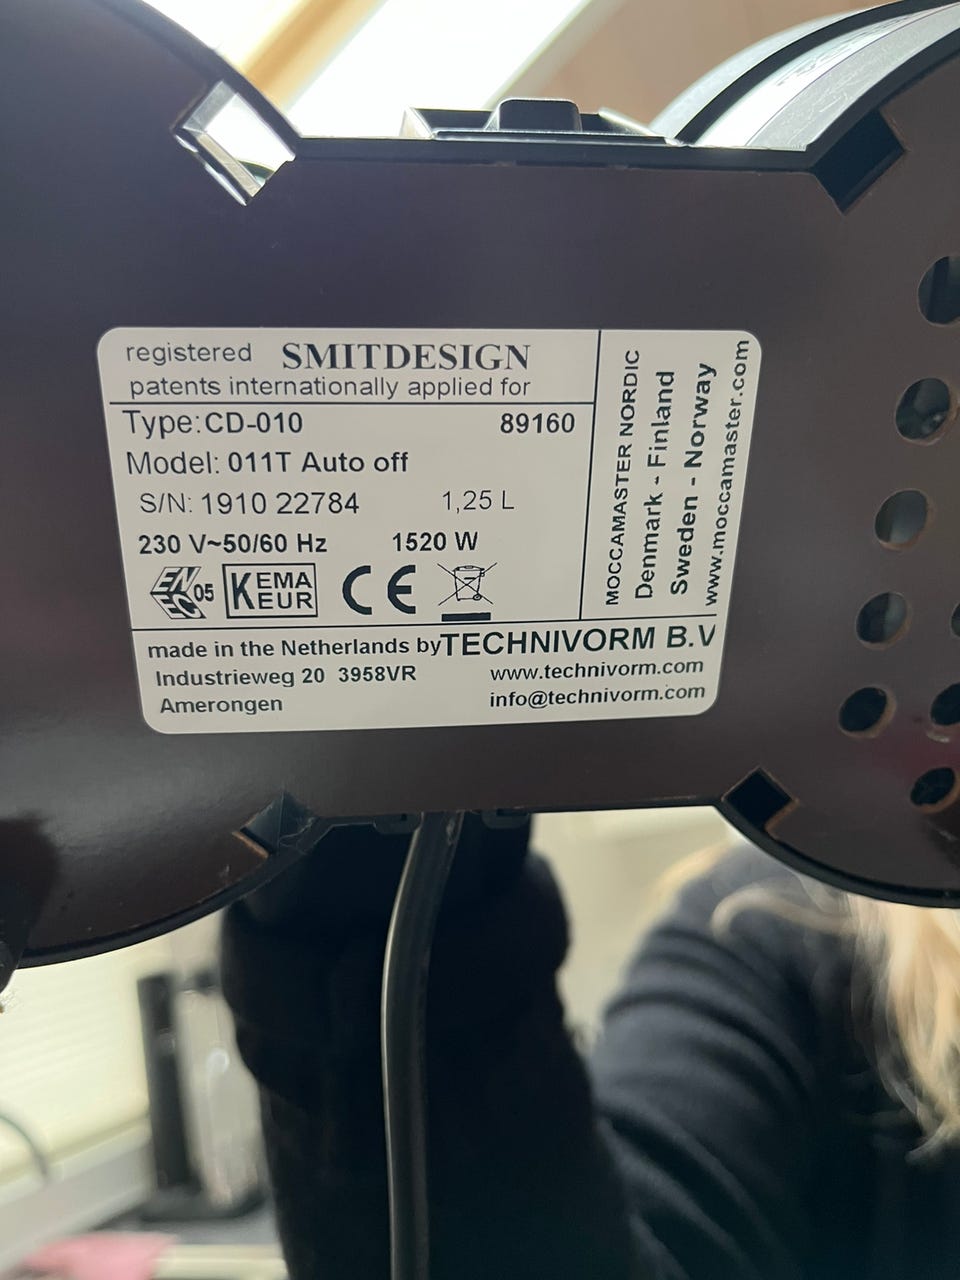 registered SMITDESIGN
patents internationally applied for
Type:CD-010 89160
Model: 011T Auto off
S/N: 1910 22784 1,25 L
230 V~50/60 Hz 1520 W
ENEC 05 KEMA EUR CE
made in the Netherlands by TECHNIVORM B.V
Industrieweg 20 3958VR www.technivorm.com
Amerongen info@technivorm.com
MOCCAMASTER NORDIC
Denmark - Finland
Sweden - Norway
www.moccamaster.com